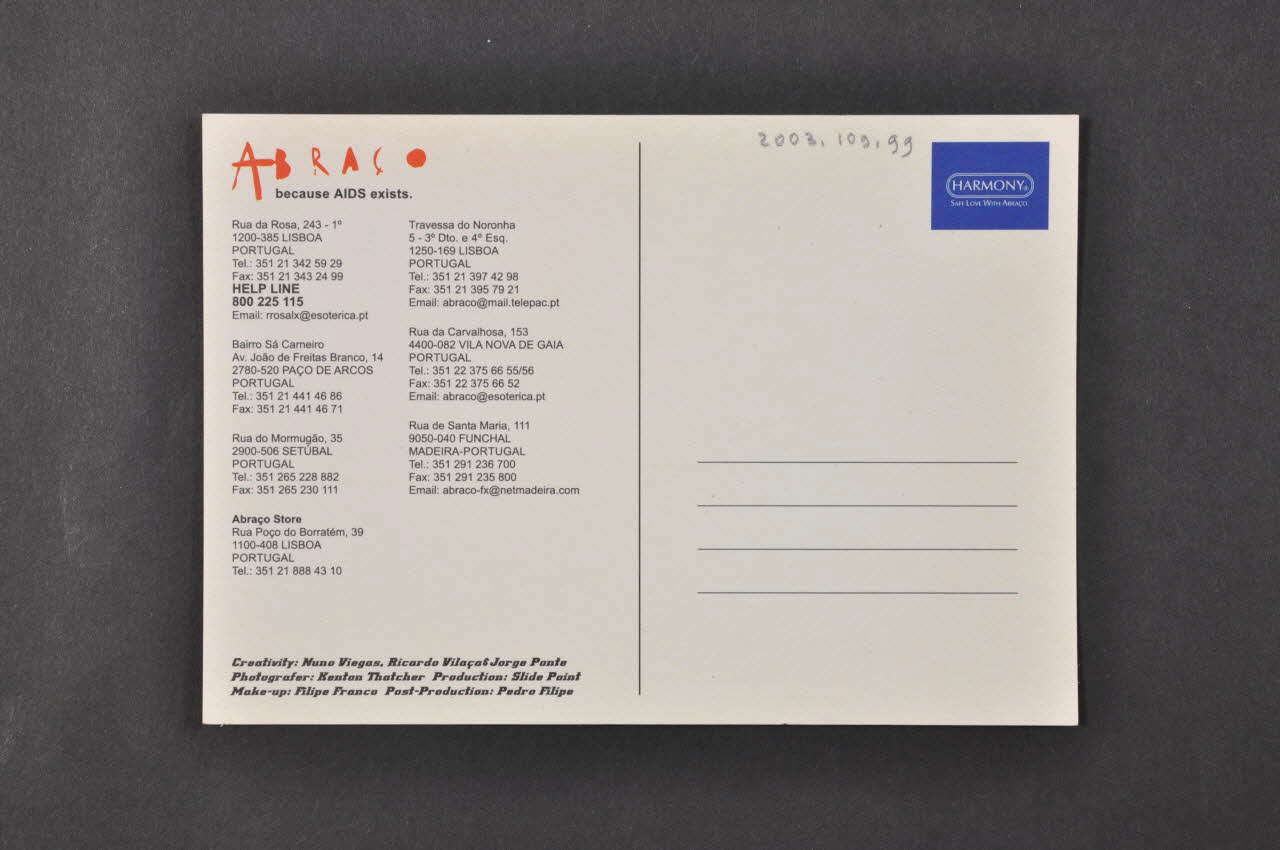 ABRAÇO
because AIDS exists.
Rua da Rosa, 243 - 1º
1200-385 LISBOA
PORTUGAL
Tel.: 351 21 342 59 29
Fax: 351 21 343 24 99
HELP LINE
800 225 115
Email: rrosalx@esoterica.pt
Bairro Sá Carneiro
Av. João de Freitas Branco, 14
2780-520 PAÇO DE ARCOS
PORTUGAL
Tel.: 351 21 441 46 86
Fax: 351 21 441 46 71
Rua do Mormugão, 35
2900-506 SETÚBAL
PORTUGAL
Tel.: 351 265 228 882
Fax: 351 265 230 111
Abraço Store
Rua Poço do Borratém, 39
1100-408 LISBOA
PORTUGAL
Tel.: 351 21 888 43 10
Travessa do Noronha
5 - 3º Dto. e 4º Esq.
1250-169 LISBOA
PORTUGAL
Tel.: 351 21 397 42 98
Fax: 351 21 395 79 21
Email: abraco@mail.telepac.pt
Rua da Carvalhosa, 153
4400-082 VILA NOVA DE GAIA
PORTUGAL
Tel.: 351 22 375 66 55/56
Fax: 351 22 375 66 52
Email: abraco@esoterica.pt
Rua de Santa Maria, 111
9050-040 FUNCHAL
MADEIRA-PORTUGAL
Tel.: 351 291 236 700
Fax: 351 291 235 800
Email: abraco-fx@netmadeira.com
Creativity: Nuno Viegas, Ricardo Vilaça&Jorge Ponte
Photografer: Kenton Thatcher Production: Slide Point
Make-up: Filipe Franco Post-Production: Pedro Filipe
2003.109.99
HARMONY®
SAFE LOVE WITH ABRAÇO.